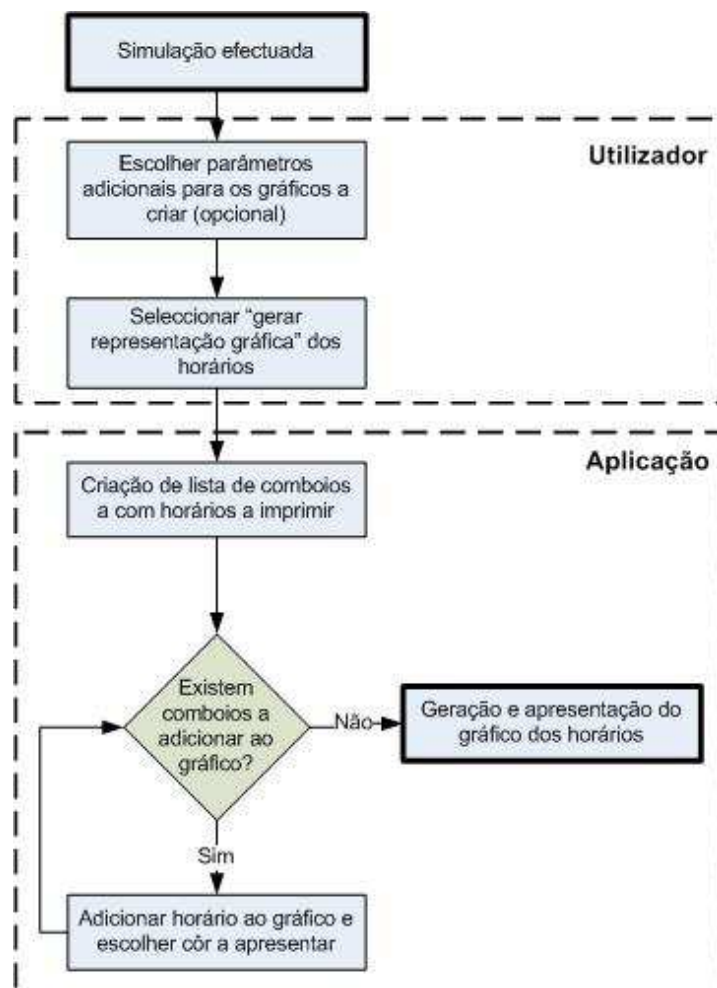 Simulação efectuada
Utilizador
Escolher parâmetros
adicionais para os gráficos a
criar (opcional)
Seleccionar “gerar
representação gráfica” dos
horários
Aplicação
Criação de lista de comboios
a com horários a imprimir
Existem
comboios a
adicionar ao
gráfico?
Não
Geração e apresentação do
gráfico dos horários
Sim
Adicionar horário ao gráfico e
escolher côr a apresentar